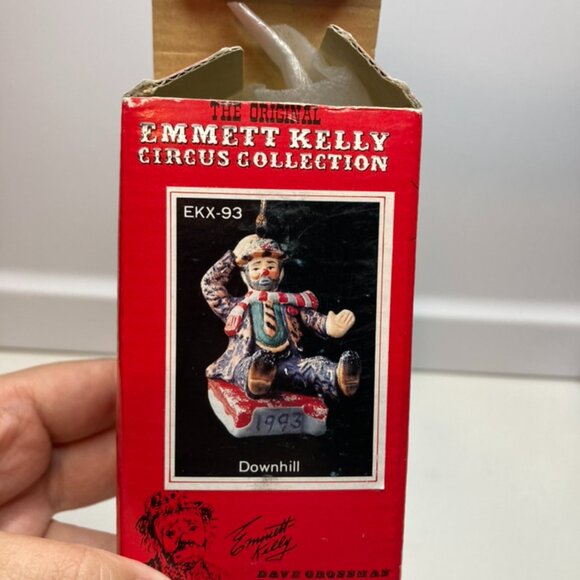 THE ORIGINAL
EMMETT KELLY
CIRCUS COLLECTION
EKX-93
1993
Downhill
Emmett
Kelly
DAVE GROSSMAN